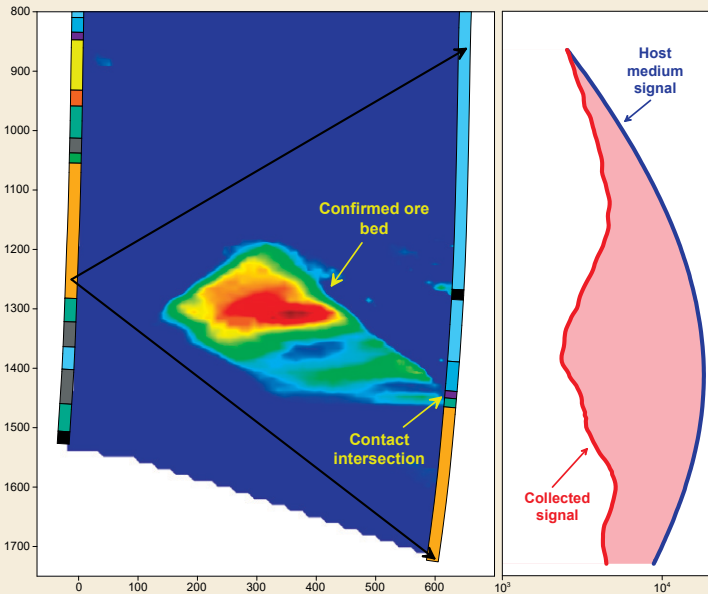 800
900
1000
1100
1200
1300
1400
1500
1600
1700
0
100
200
300
400
500
600
Confirmed ore
bed
Contact
intersection
Host
medium
signal
Collected
signal
10³
10⁴